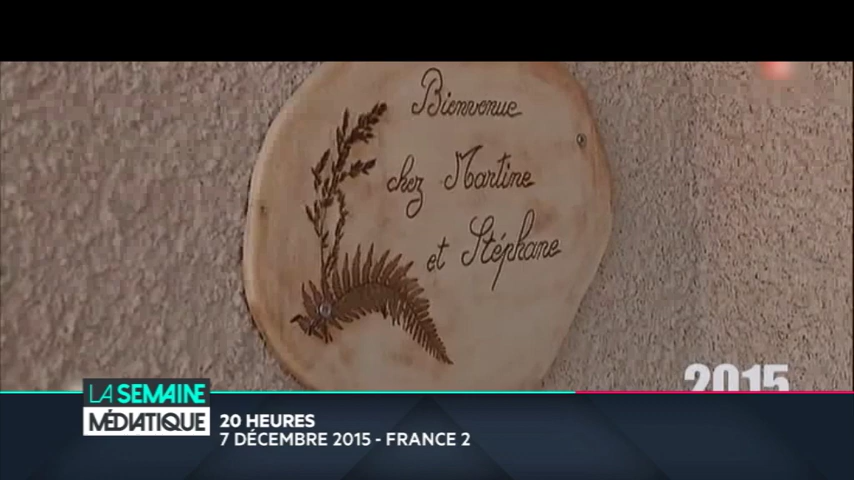 Bienvenue
chez Martine
et Stéphane
2015
LA SEMAINE
MÉDIATIQUE
20 HEURES
7 DÉCEMBRE 2015 - FRANCE 2